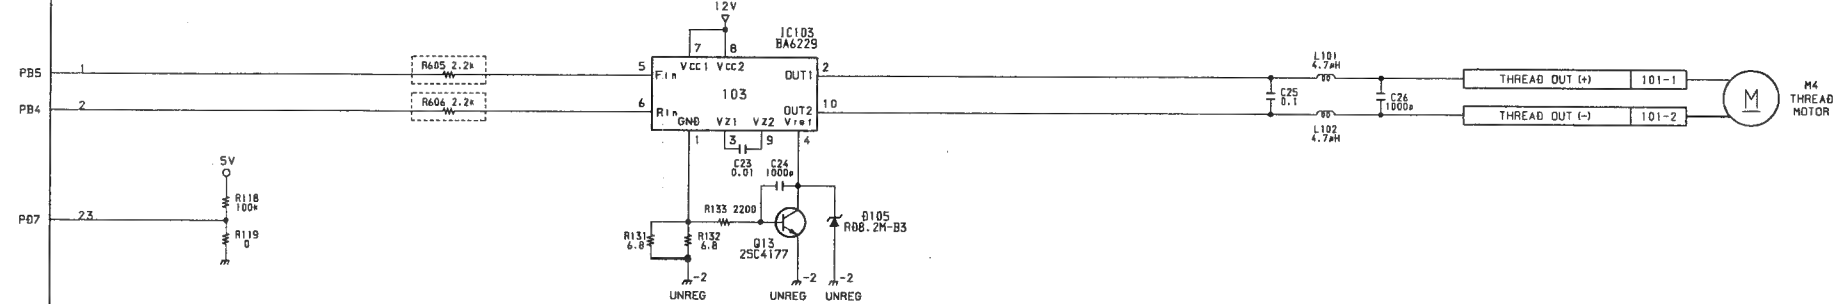 12V
IC103
BA6229
7 8
VCC1 VCC2
PB5 1
R605 2.2k
5 Fin
OUT1 2
103
PB4 2
R606 2.2k
6 Rin
OUT2 10
GND VZ1 VZ2 Vref
1 3 9 4
C23
0.01
C24
1000p
L101
4.7µH
C25
0.1
C26
1000p
L102
4.7µH
THREAD OUT (+) 101-1
THREAD OUT (-) 101-2
M
M4
THREAD
MOTOR
5V
R118
100k
PD7 23
R119
0
R133 2200
R131
6.8
R132
6.8
Q13
2SC4177
D105
RD8.2M-B3
-2
UNREG
-2
UNREG
-2
UNREG